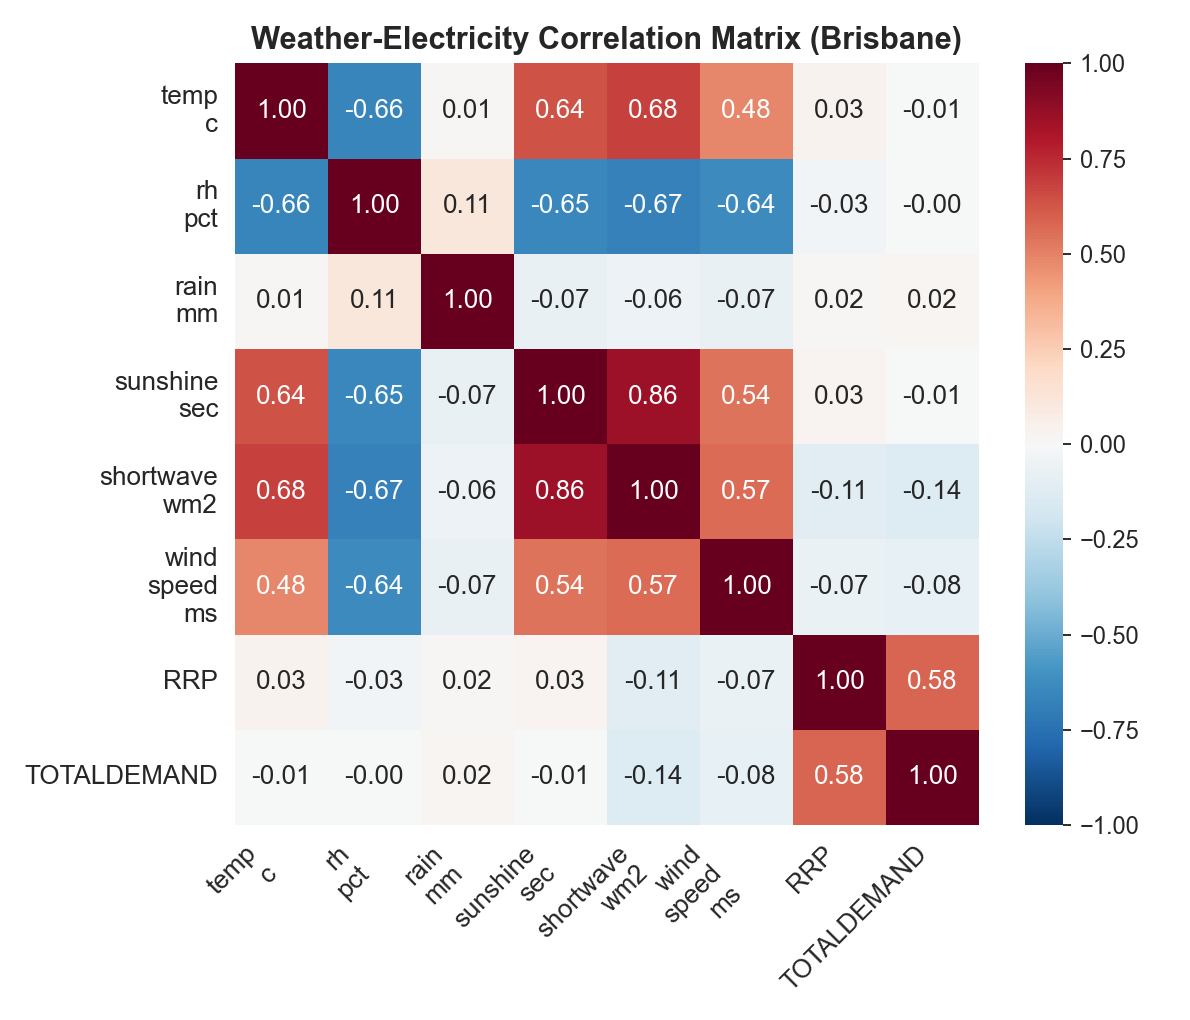 Weather-Electricity Correlation Matrix (Brisbane)
temp
c
1.00 -0.66 0.01 0.64 0.68 0.48 0.03 -0.01
rh
pct
-0.66 1.00 0.11 -0.65 -0.67 -0.64 -0.03 -0.00
rain
mm
0.01 0.11 1.00 -0.07 -0.06 -0.07 0.02 0.02
sunshine
sec
0.64 -0.65 -0.07 1.00 0.86 0.54 0.03 -0.01
shortwave
wm2
0.68 -0.67 -0.06 0.86 1.00 0.57 -0.11 -0.14
wind
speed
ms
0.48 -0.64 -0.07 0.54 0.57 1.00 -0.07 -0.08
RRP
0.03 -0.03 0.02 0.03 -0.11 -0.07 1.00 0.58
TOTALDEMAND
-0.01 -0.00 0.02 -0.01 -0.14 -0.08 0.58 1.00
temp
c
rh
pct
rain
mm
sunshine
sec
shortwave
wm2
wind
speed
ms
RRP
TOTALDEMAND
1.00
0.75
0.50
0.25
0.00
−0.25
−0.50
−0.75
−1.00